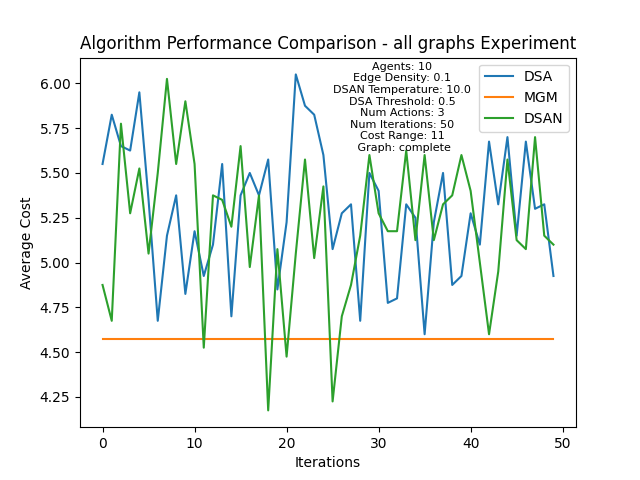 Algorithm Performance Comparison - all graphs Experiment
Agents: 10
Edge Density: 0.1
DSAN Temperature: 10.0
DSA Threshold: 0.5
Num Actions: 3
Num Iterations: 50
Cost Range: 11
Graph: complete
DSA
MGM
DSAN
Average Cost
6.00
5.75
5.50
5.25
5.00
4.75
4.50
4.25
0
10
20
30
40
50
Iterations